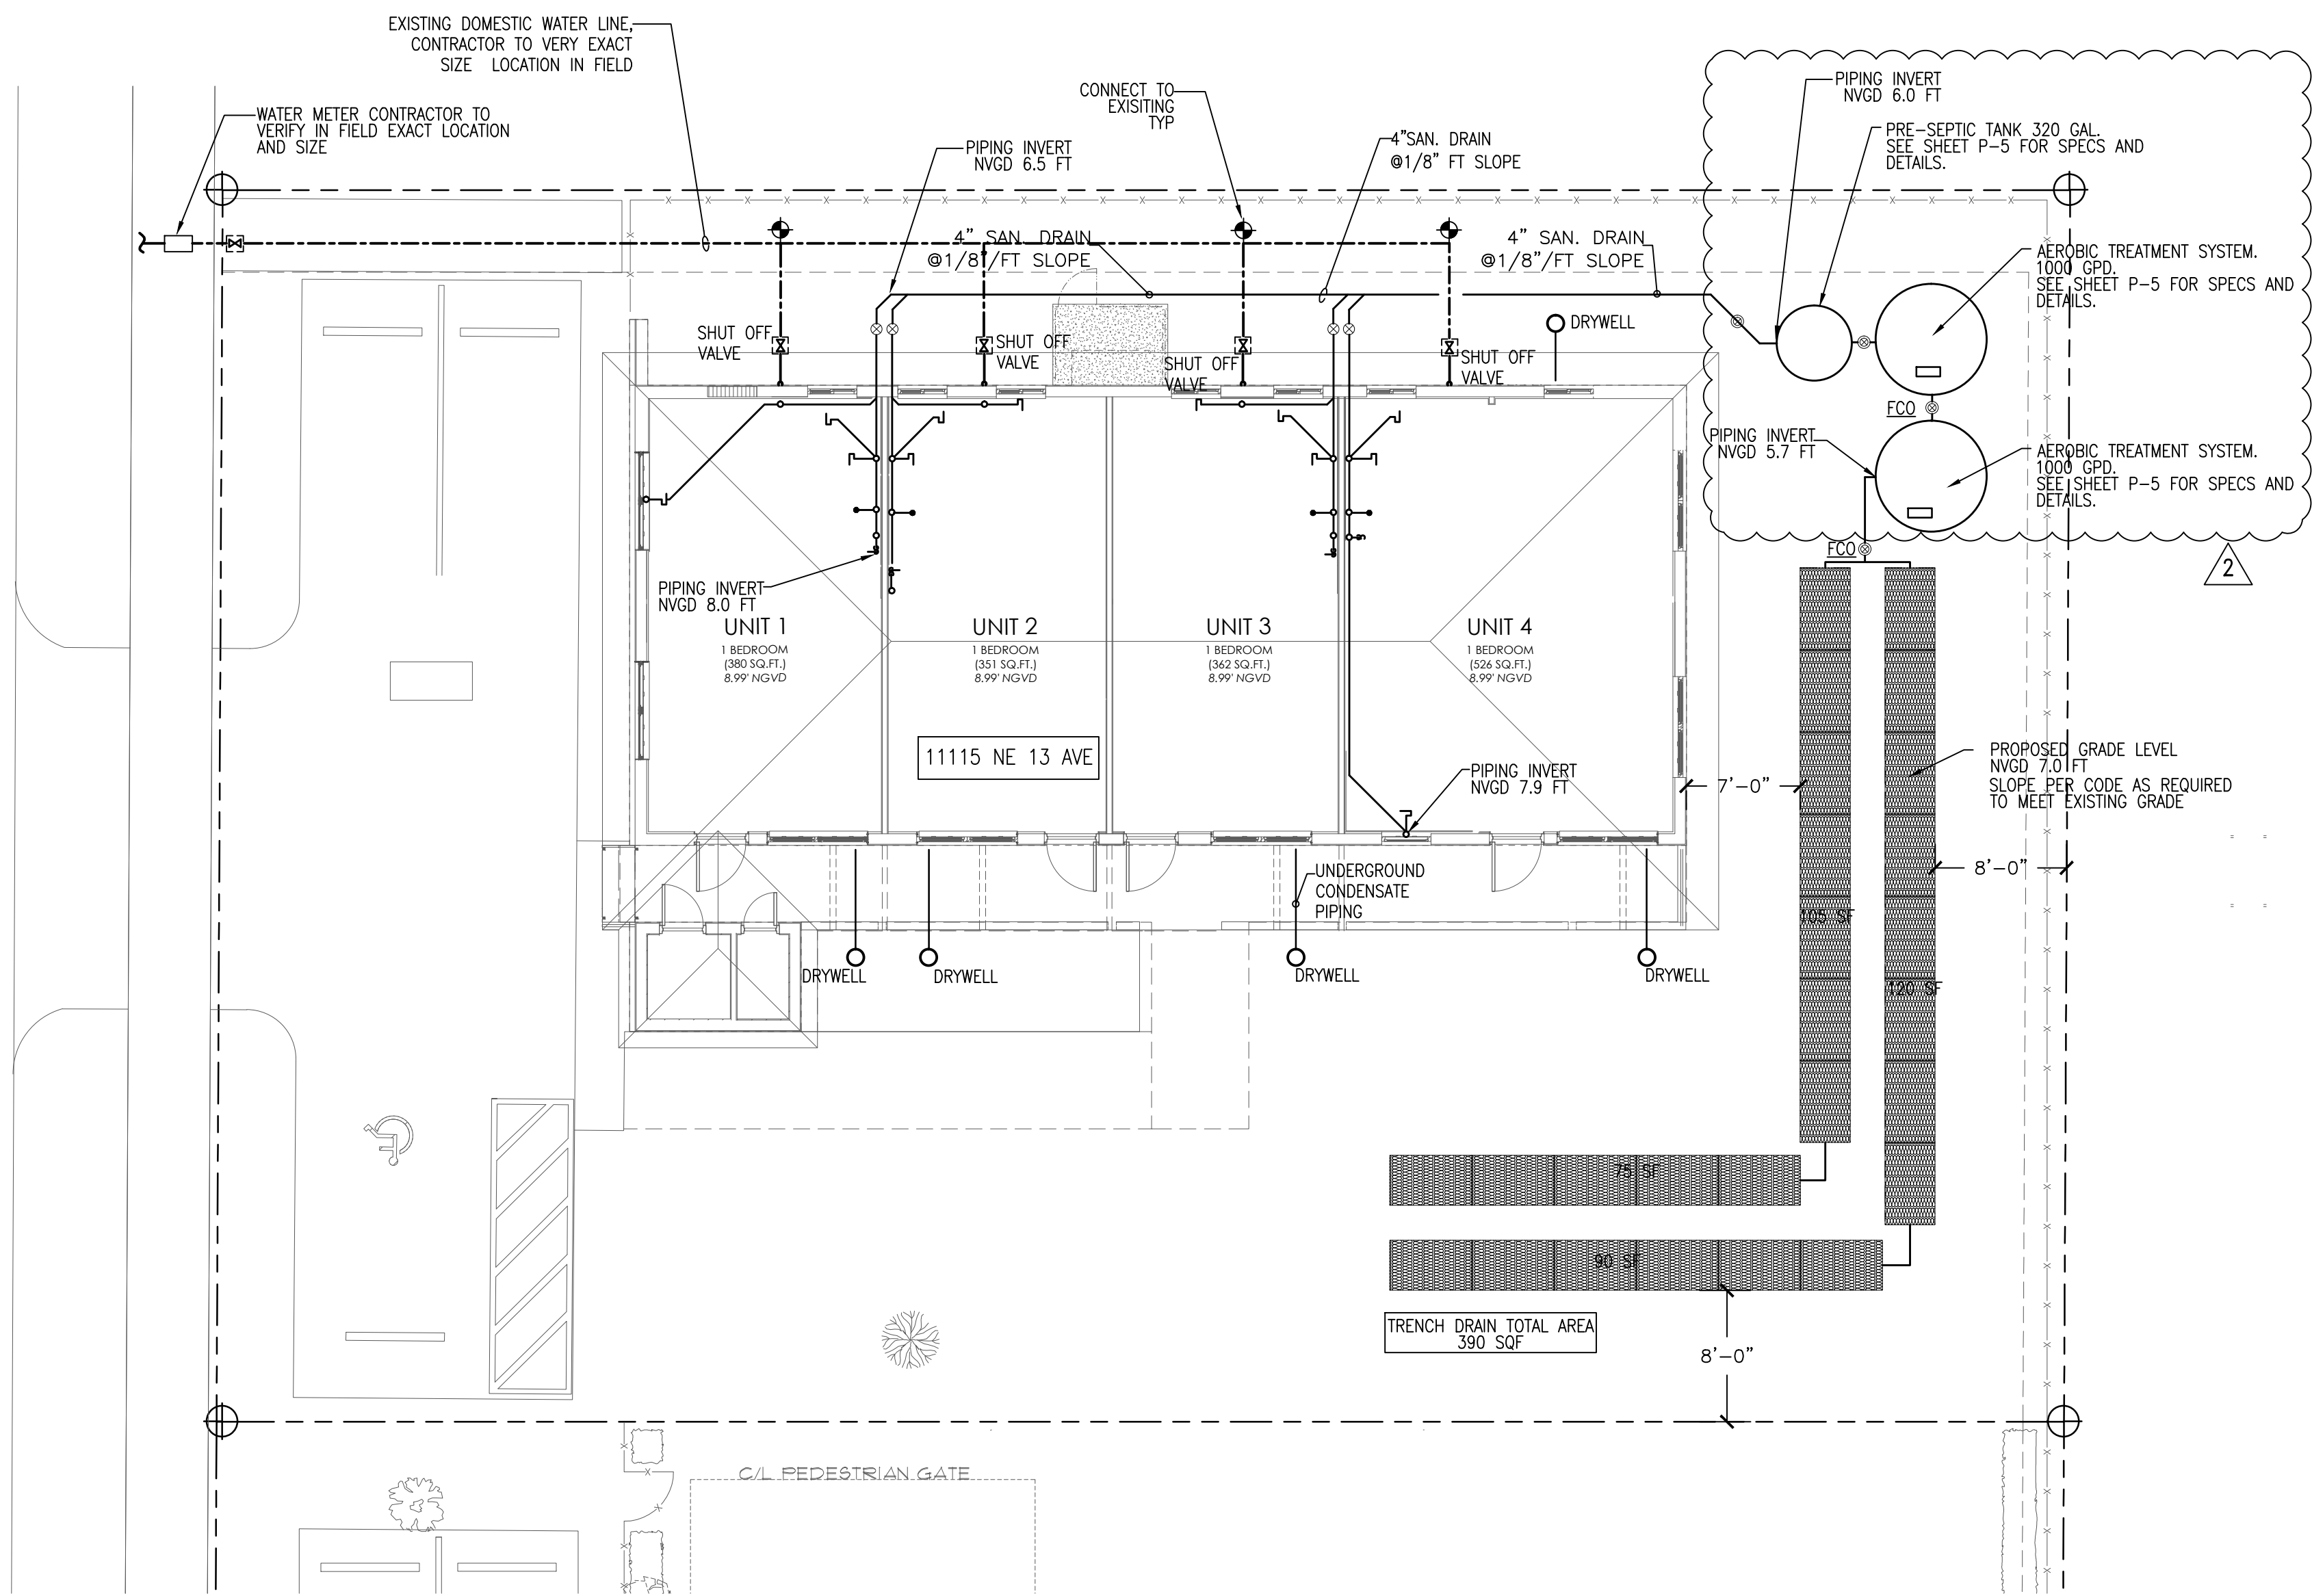 EXISTING DOMESTIC WATER LINE,
CONTRACTOR TO VERY EXACT
SIZE LOCATION IN FIELD
WATER METER CONTRACTOR TO
VERIFY IN FIELD EXACT LOCATION
AND SIZE
CONNECT TO
EXISITING
TYP
PIPING INVERT
NVGD 6.5 FT
4"SAN. DRAIN
@1/8" FT SLOPE
PIPING INVERT
NVGD 6.0 FT
PRE-SEPTIC TANK 320 GAL.
SEE SHEET P-5 FOR SPECS AND
DETAILS.
4" SAN. DRAIN
@1/8"/FT SLOPE
4" SAN. DRAIN
@1/8"/FT SLOPE
AEROBIC TREATMENT SYSTEM.
1000 GPD.
SEE SHEET P-5 FOR SPECS AND
DETAILS.
SHUT OFF
VALVE
SHUT OFF
VALVE
SHUT OFF
VALVE
SHUT OFF
VALVE
DRYWELL
FCO
PIPING INVERT
NVGD 5.7 FT
AEROBIC TREATMENT SYSTEM.
1000 GPD.
SEE SHEET P-5 FOR SPECS AND
DETAILS.
FCO
2
PIPING INVERT
NVGD 8.0 FT
UNIT 1
1 BEDROOM
(380 SQ.FT.)
8.99' NGVD
UNIT 2
1 BEDROOM
(351 SQ.FT.)
8.99' NGVD
UNIT 3
1 BEDROOM
(362 SQ.FT.)
8.99' NGVD
UNIT 4
1 BEDROOM
(526 SQ.FT.)
8.99' NGVD
11115 NE 13 AVE
PIPING INVERT
NVGD 7.9 FT
7'-0"
PROPOSED GRADE LEVEL
NVGD 7.0 FT
SLOPE PER CODE AS REQUIRED
TO MEET EXISTING GRADE
8'-0"
UNDERGROUND
CONDENSATE
PIPING
105 SF
120 SF
DRYWELL
DRYWELL
DRYWELL
DRYWELL
75 SF
90 SF
TRENCH DRAIN TOTAL AREA
390 SQF
8'-0"
C/L PEDESTRIAN GATE